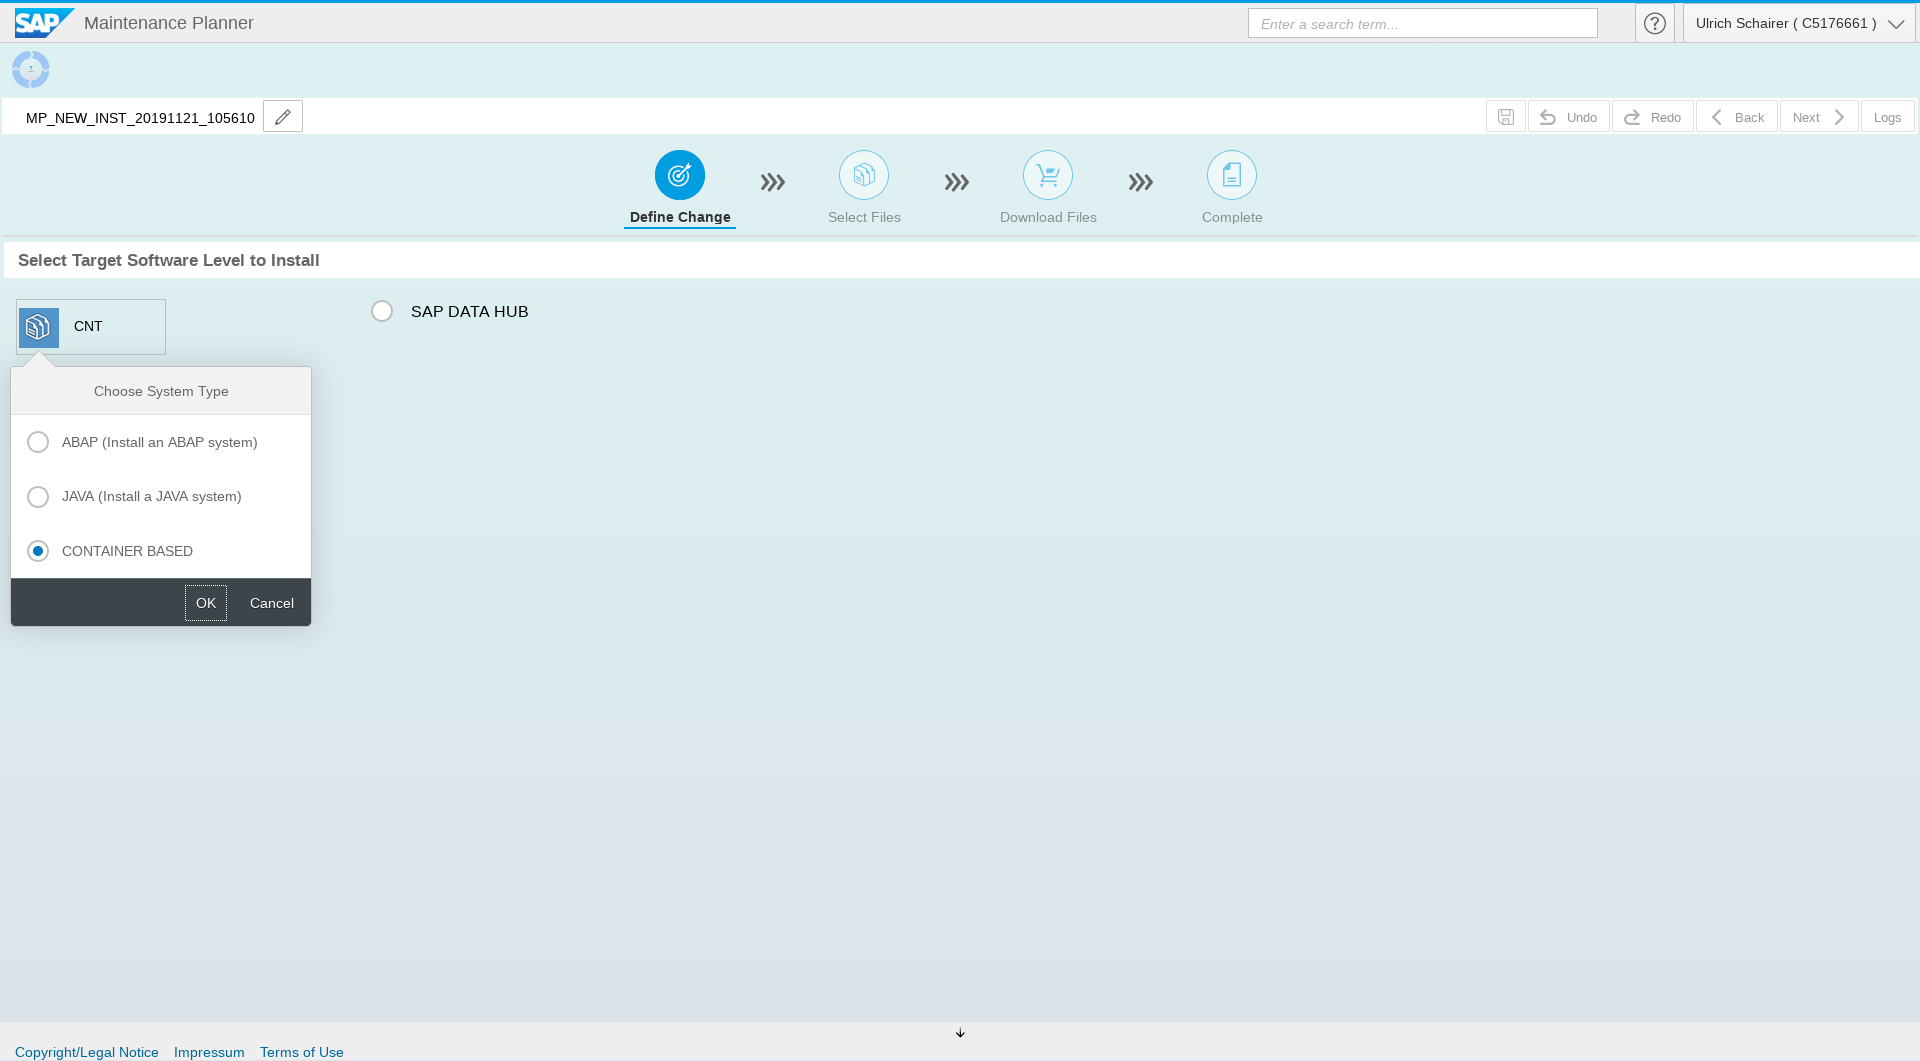 SAP Maintenance Planner
Enter a search term...
Ulrich Schairer ( C5176661 )
MP_NEW_INST_20191121_105610
Undo
Redo
Back
Next
Logs
Define Change
Select Files
Download Files
Complete
Select Target Software Level to Install
CNT
SAP DATA HUB
Choose System Type
ABAP (Install an ABAP system)
JAVA (Install a JAVA system)
CONTAINER BASED
OK
Cancel
Copyright/Legal Notice
Impressum
Terms of Use